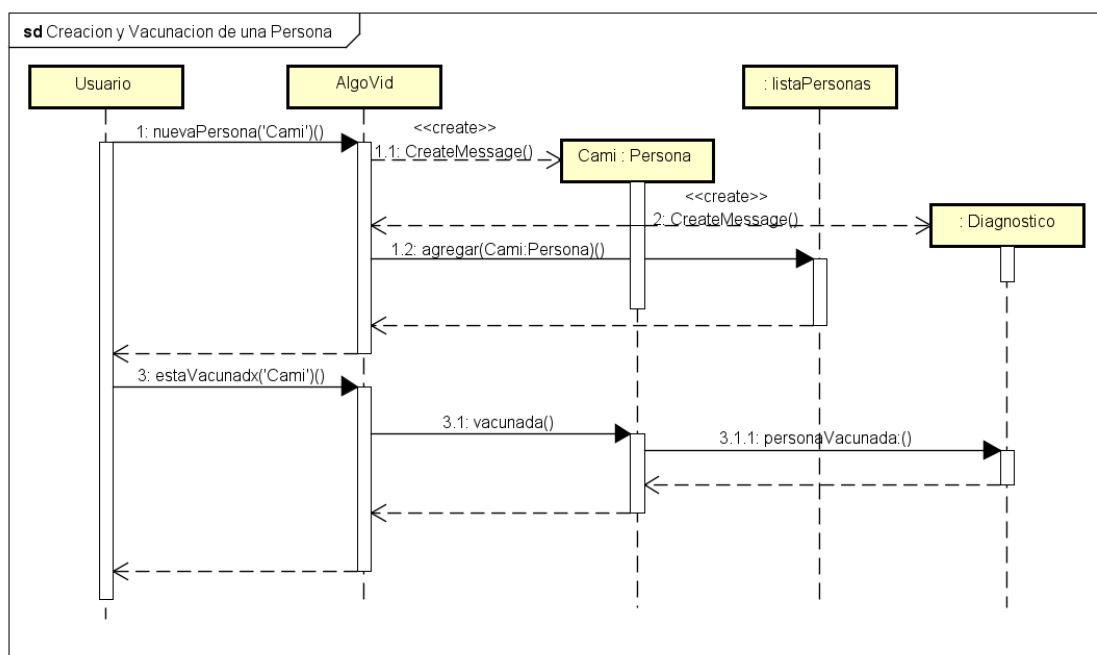 sd Creacion y Vacunacion de una Persona
Usuario
AlgoVid
: listaPersonas
1: nuevaPersona('Cami')()
<<create>>
1.1: CreateMessage()
Cami : Persona
<<create>>
2: CreateMessage()
: Diagnostico
1.2: agregar(Cami:Persona)()
3: estaVacunadx('Cami')()
3.1: vacunada()
3.1.1: personaVacunada:()